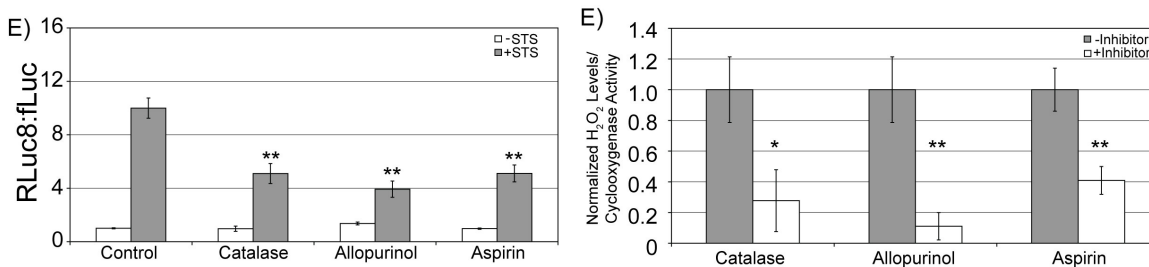 E)
16
12
8
4
0
RLuc8:fLuc
-STS
+STS
**
**
**
Control Catalase Allopurinol Aspirin
E)
1.4
1.2
1.0
0.8
0.6
0.4
0.2
0
Normalized H₂O₂ Levels/
Cyclooxygenase Activity
-Inhibitor
+Inhibitor
*
**
**
Catalase Allopurinol Aspirin